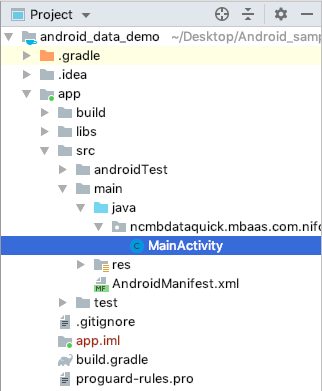 Project
android_data_demo ~/Desktop/Android_samp
.gradle
.idea
app
build
libs
src
androidTest
main
java
ncmbdataquick.mbaas.com.nifc
C MainActivity
res
MF AndroidManifest.xml
test
.gitignore
app.iml
build.gradle
proguard-rules.pro